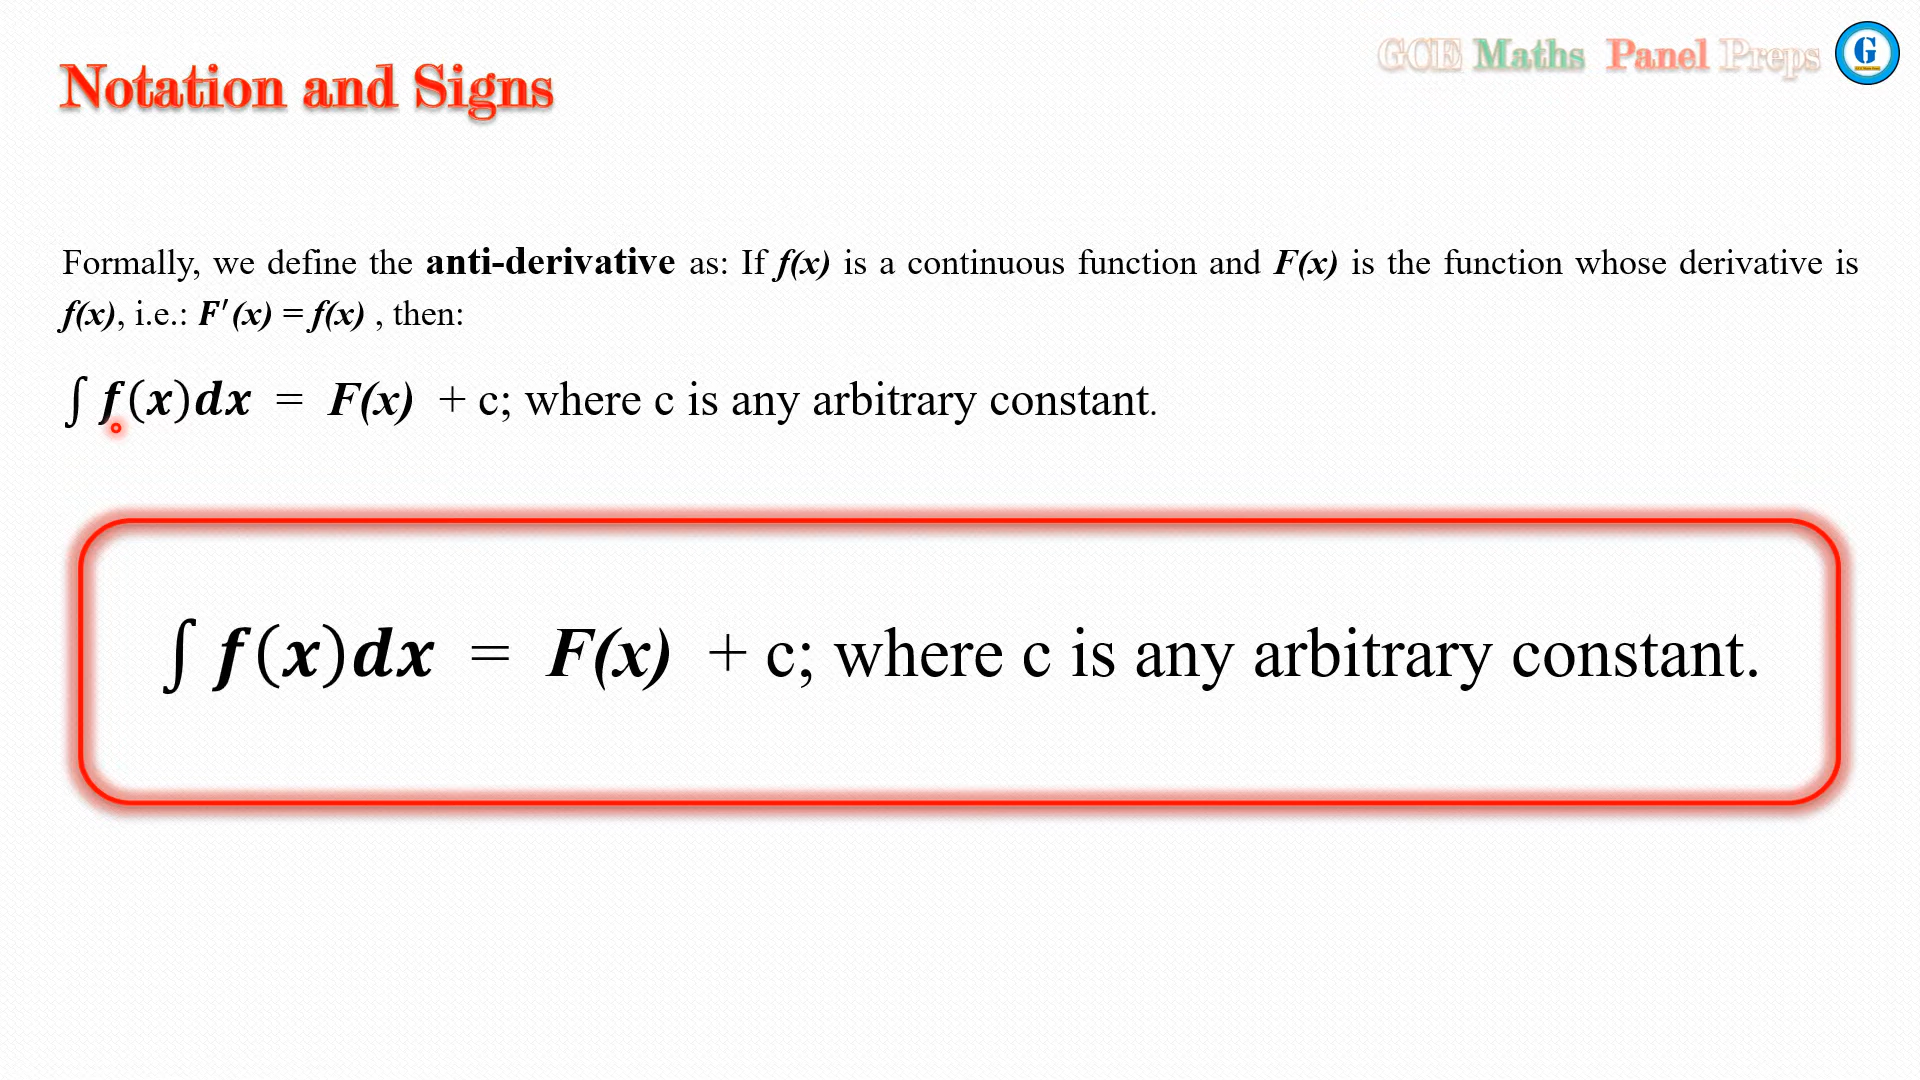 GCE Maths Panel Preps
G
Notation and Signs
Formally, we define the anti-derivative as: If f(x) is a continuous function and F(x) is the function whose derivative is
f(x), i.e.: F′(x) = f(x) , then:
∫ f(x)dx = F(x) + c; where c is any arbitrary constant.
∫ f(x)dx = F(x) + c; where c is any arbitrary constant.